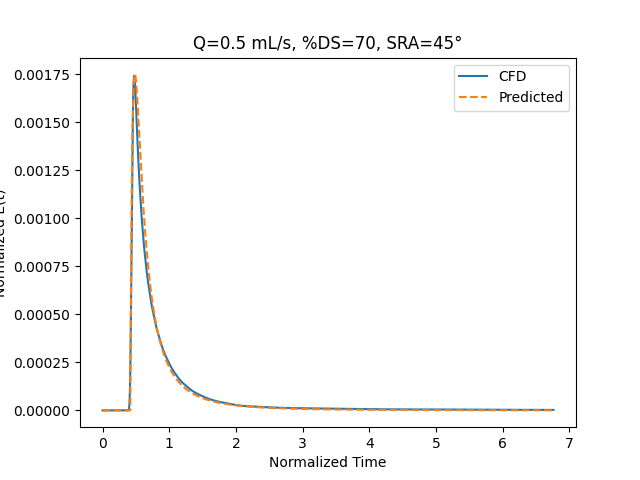 Q=0.5 mL/s, %DS=70, SRA=45°
CFD
Predicted
Normalized E(t)
0.00175
0.00150
0.00125
0.00100
0.00075
0.00050
0.00025
0.00000
0 1 2 3 4 5 6 7
Normalized Time